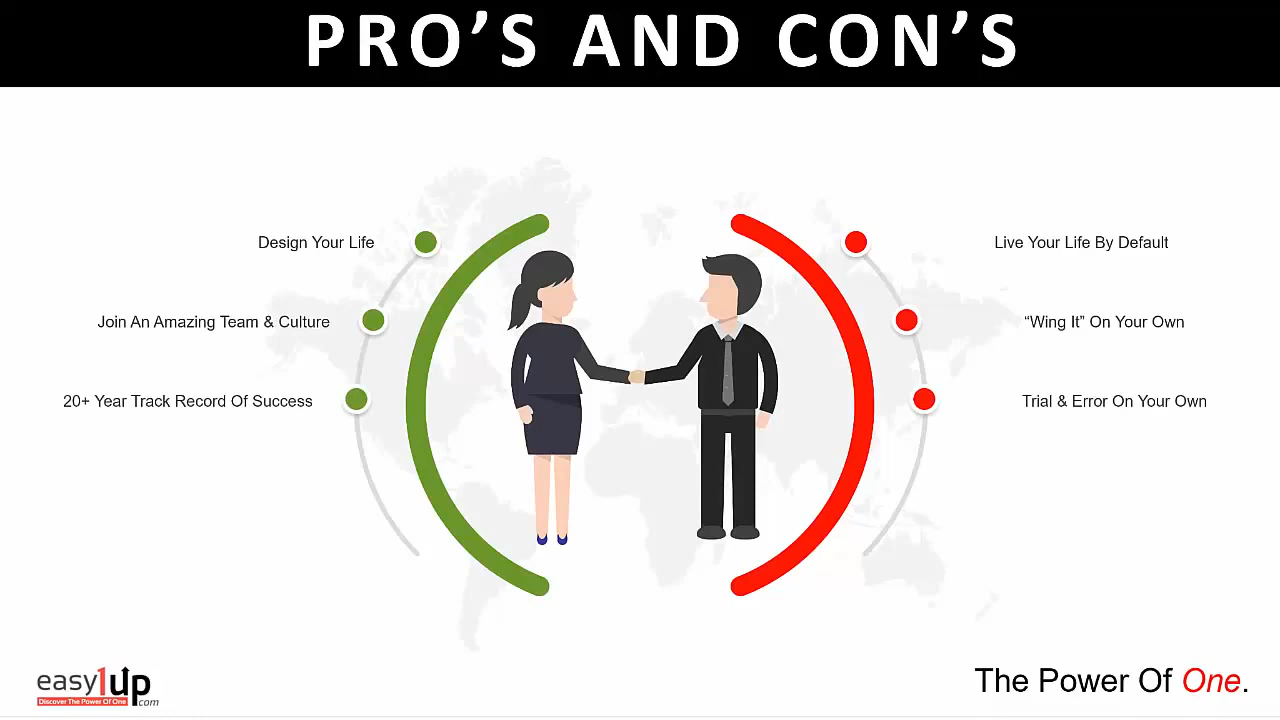 PRO’S AND CON’S
Design Your Life
Join An Amazing Team & Culture
20+ Year Track Record Of Success
Live Your Life By Default
“Wing It” On Your Own
Trial & Error On Your Own
easy1up
Discover The Power Of One
.com
The Power Of One.